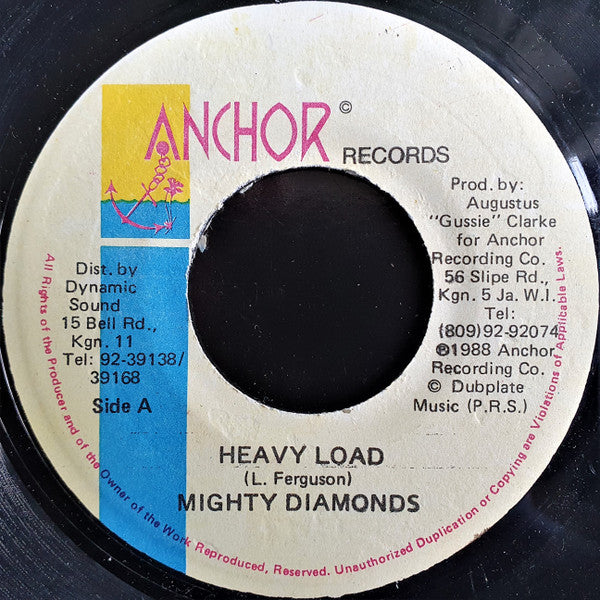 ANCHOR ©
RECORDS
Prod. by:
Augustus
"Gussie" Clarke
for Anchor
Recording Co.
56 Slipe Rd.,
Kgn. 5 Ja. W.I.
Tel:
(809)92-92074
℗1988 Anchor
Recording Co.
© Dubplate
Music (P.R.S.)
Dist. by
Dynamic
Sound
15 Bell Rd.,
Kgn. 11
Tel: 92-39138/
39168
Side A
HEAVY LOAD
(L. Ferguson)
MIGHTY DIAMONDS
All Rights of the Producer and of the Owner of the Work Reproduced, Reserved. Unauthorized Duplication or Copying are Violations of Applicable Laws.